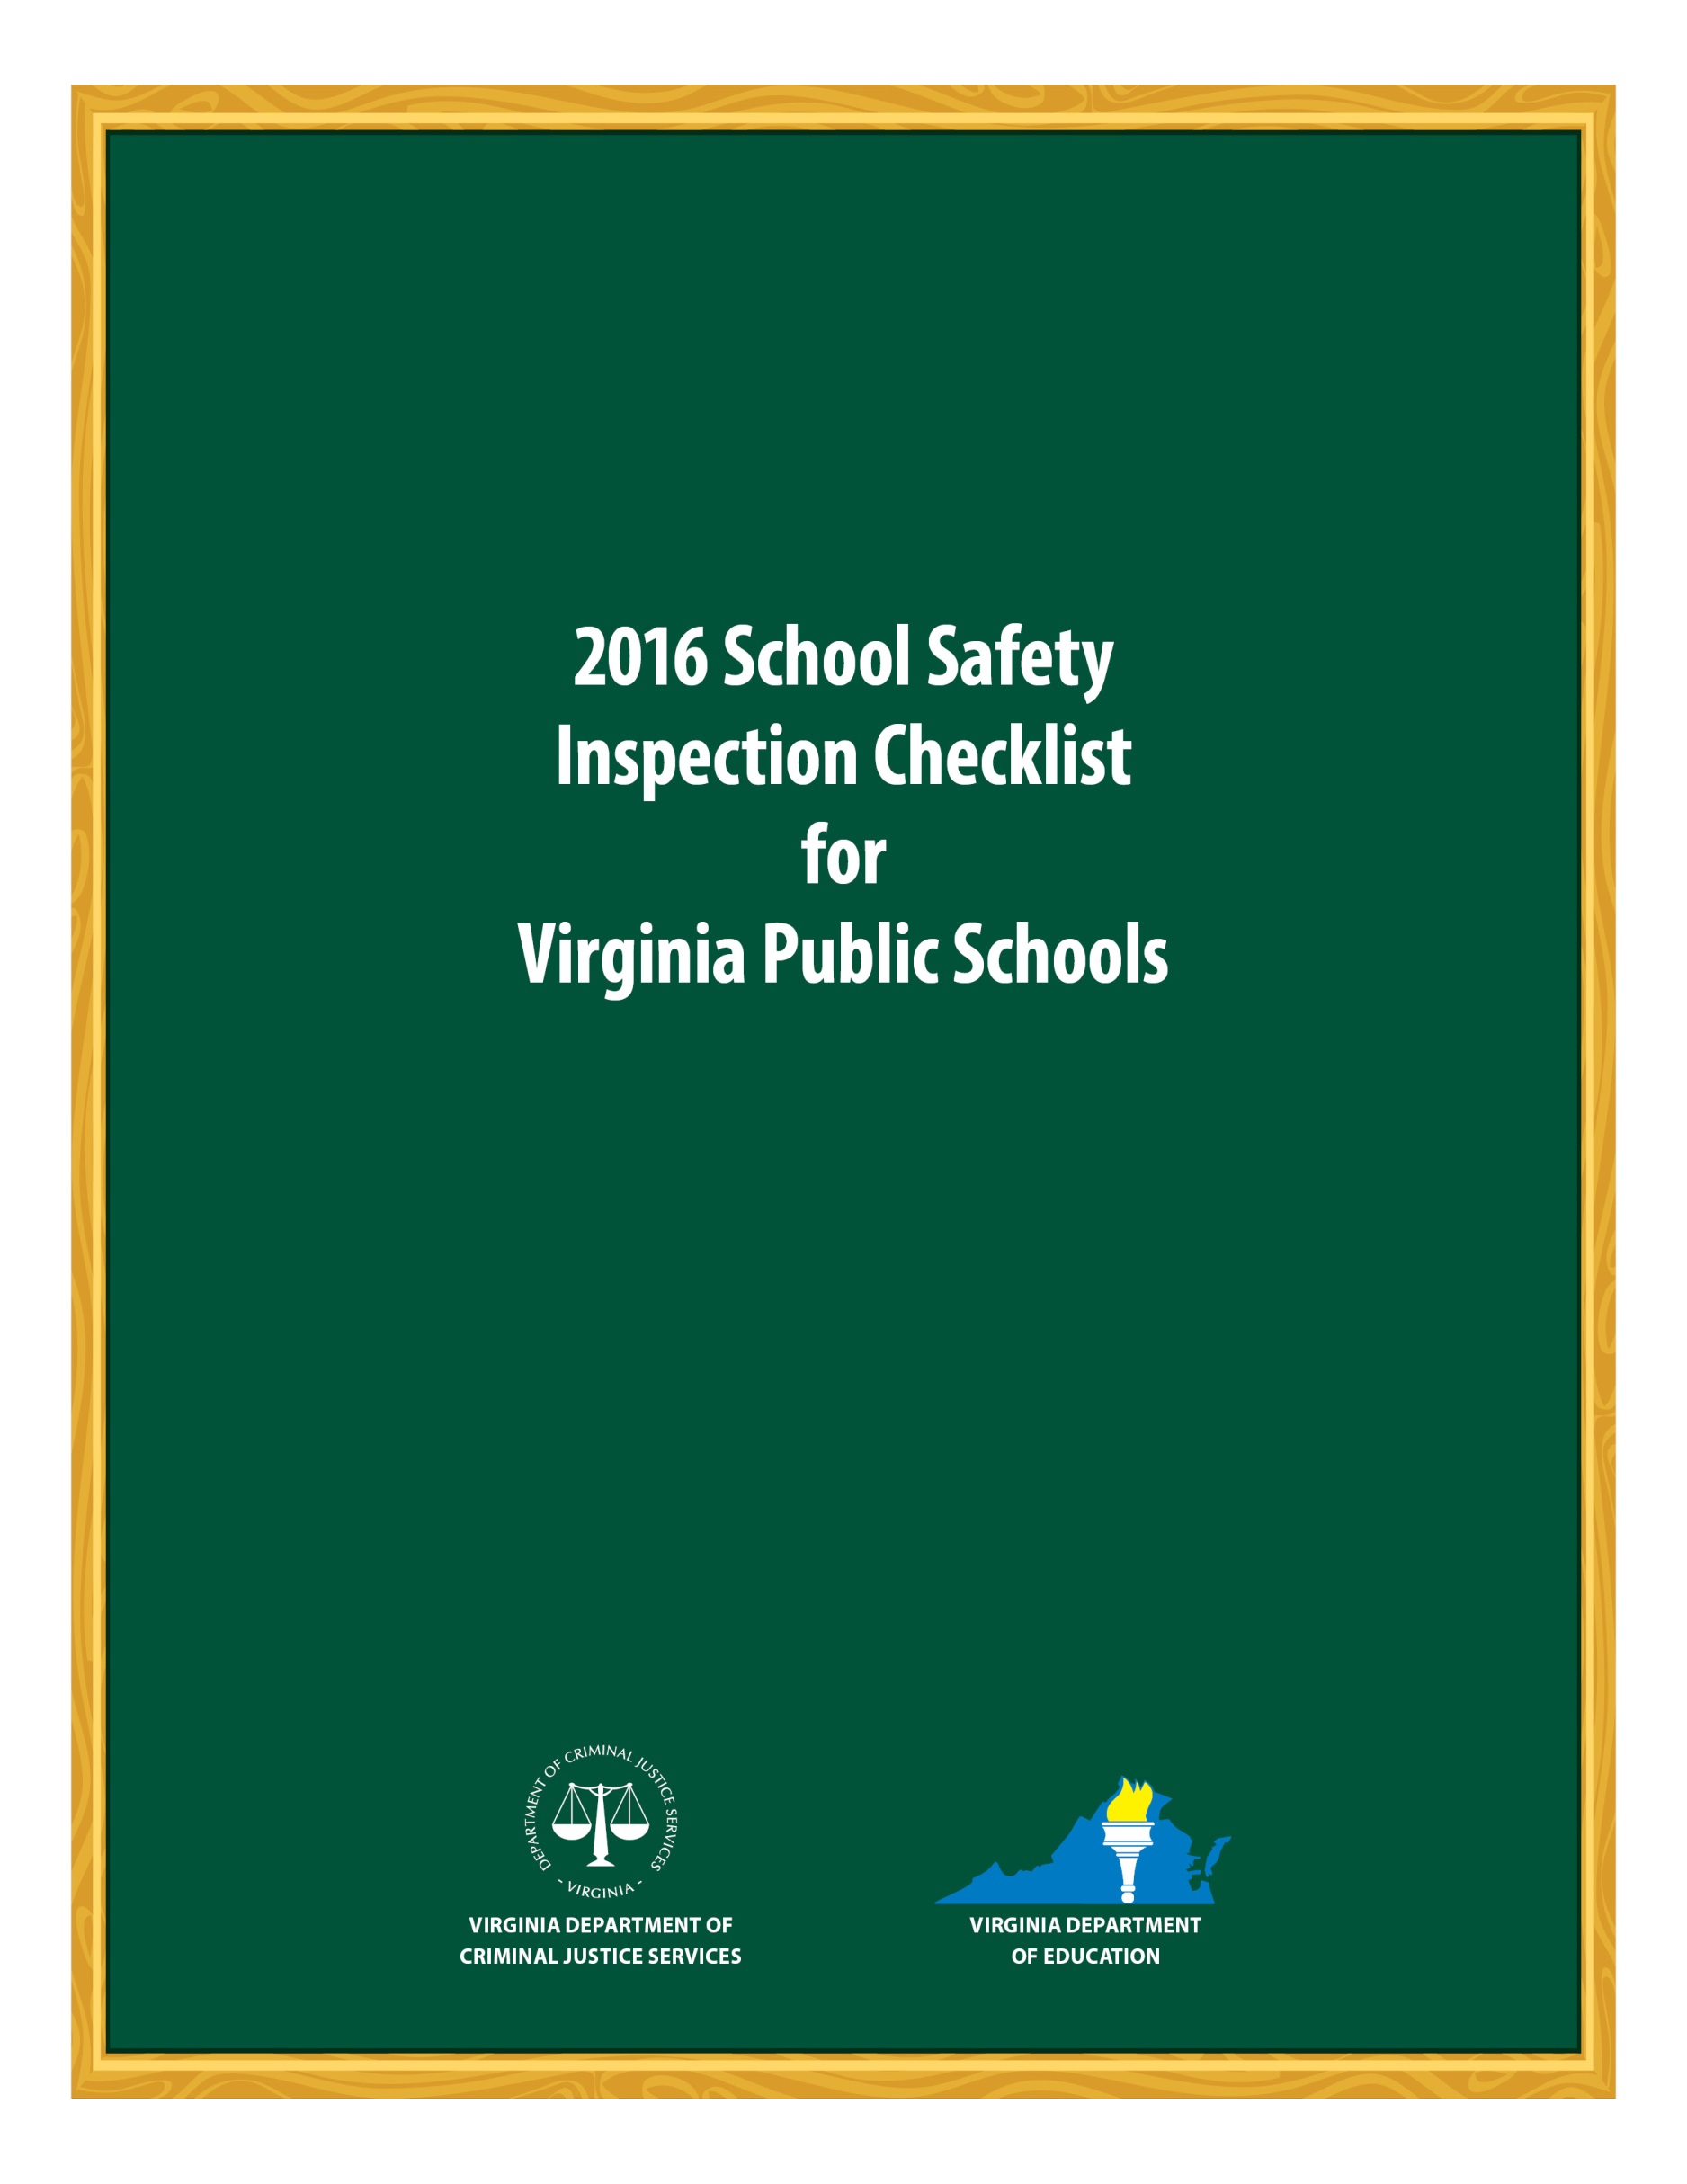 2016 School Safety
Inspection Checklist
for
Virginia Public Schools
DEPARTMENT OF CRIMINAL JUSTICE SERVICES
- VIRGINIA -
VIRGINIA DEPARTMENT OF
CRIMINAL JUSTICE SERVICES
VIRGINIA DEPARTMENT
OF EDUCATION